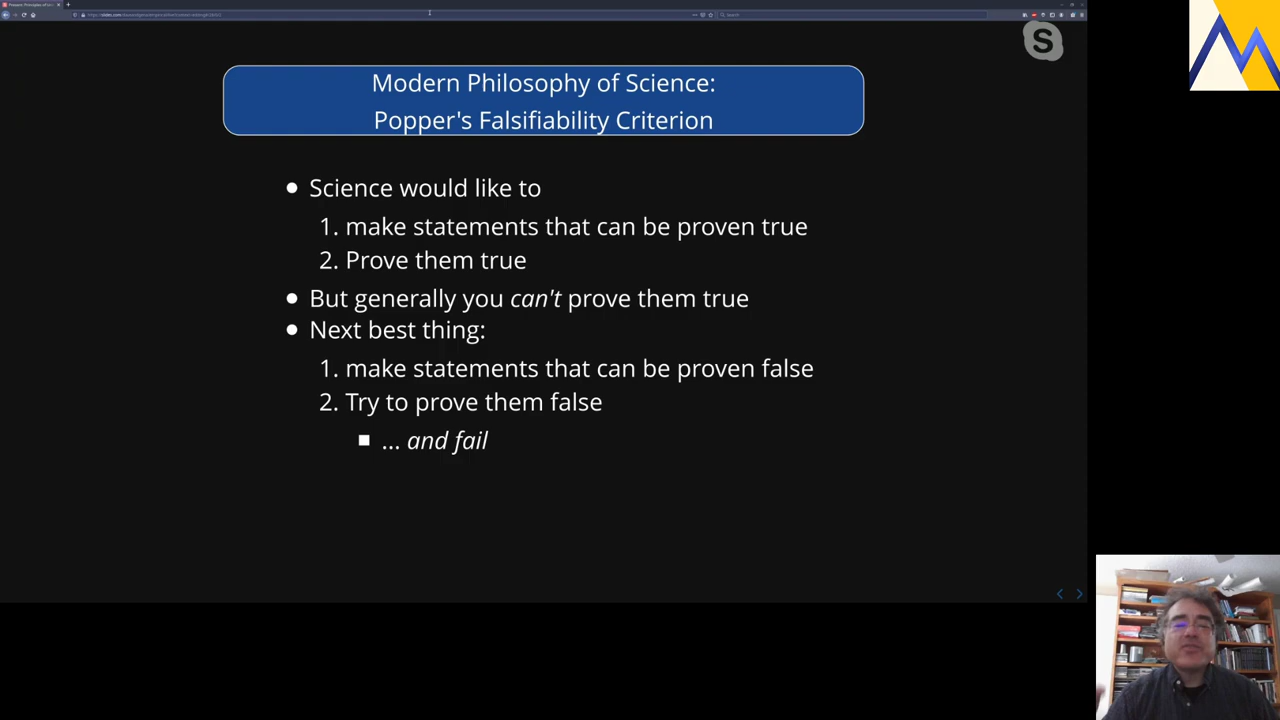 Modern Philosophy of Science:
Popper's Falsifiability Criterion
● Science would like to
1. make statements that can be proven true
2. Prove them true
● But generally you can't prove them true
● Next best thing:
1. make statements that can be proven false
2. Try to prove them false
■ ... and fail